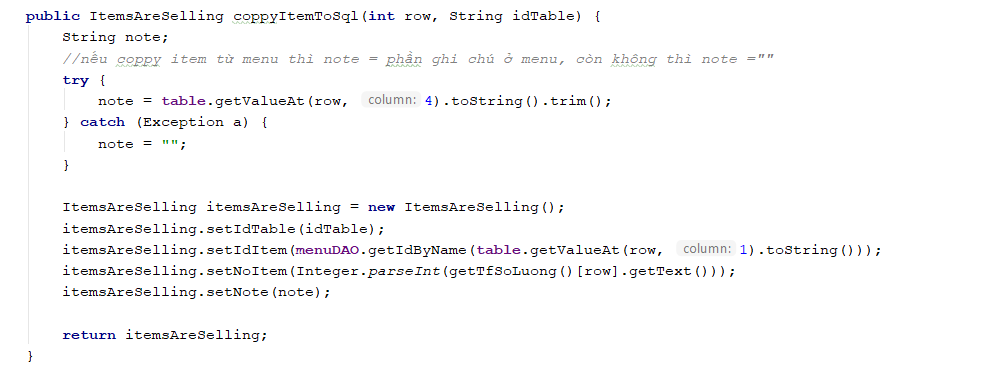 public ItemsAreSelling coppyItemToSql(int row, String idTable) {
String note;
//nếu coppy item từ menu thì note = phần ghi chú ở menu, còn không thì note =""
try {
note = table.getValueAt(row, column: 4).toString().trim();
} catch (Exception a) {
note = "";
}
ItemsAreSelling itemsAreSelling = new ItemsAreSelling();
itemsAreSelling.setIdTable(idTable);
itemsAreSelling.setIdItem(menuDAO.getIdByName(table.getValueAt(row, column: 1).toString()));
itemsAreSelling.setNoItem(Integer.parseInt(getTfSoLuong()[row].getText()));
itemsAreSelling.setNote(note);
return itemsAreSelling;
}